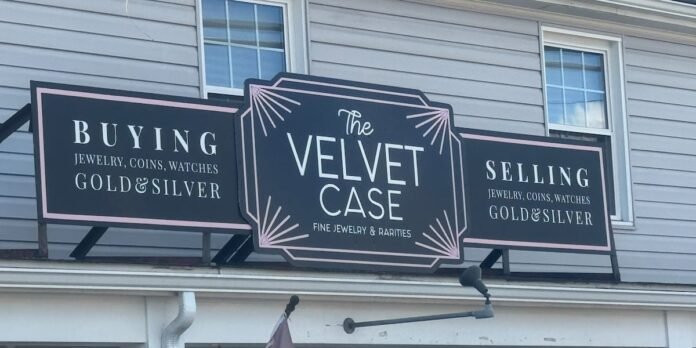 BUYING
JEWELRY, COINS, WATCHES
GOLD & SILVER
The
VELVET
CASE
FINE JEWELRY & RARITIES
SELLING
JEWELRY, COINS, WATCHES
GOLD & SILVER